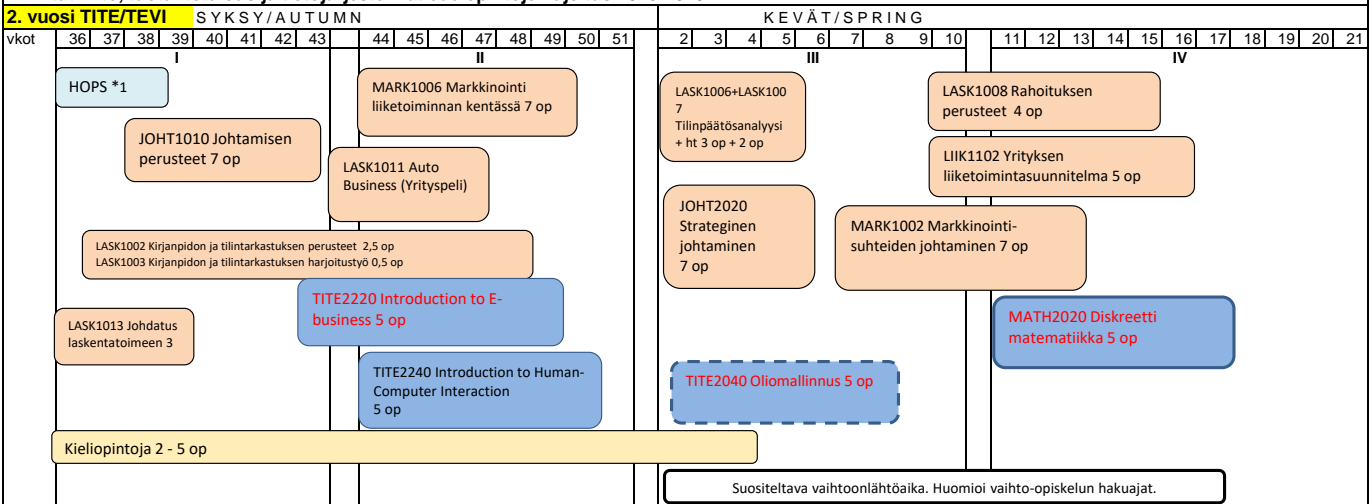 2. vuosi TITE/TEVI SYKSY/AUTUMN KEVÄT/SPRING
vkot 36 37 38 39 40 41 42 43 44 45 46 47 48 49 50 51 2 3 4 5 6 7 8 9 10 11 12 13 14 15 16 17 18 19 20 21
I II III IV
HOPS *1
MARK1006 Markkinointi
liiketoiminnan kentässä 7 op
LASK1006+LASK100
7
Tilinpäätösanalyysi
+ ht 3 op + 2 op
LASK1008 Rahoituksen
perusteet 4 op
JOHT1010 Johtamisen
perusteet 7 op
LASK1011 Auto
Business (Yrityspeli)
LIIK1102 Yrityksen
liiketoimintasuunnitelma 5 op
JOHT2020
Strateginen
johtaminen
7 op
MARK1002 Markkinointi-
suhteiden johtaminen 7 op
LASK1002 Kirjanpidon ja tilintarkastuksen perusteet 2,5 op
LASK1003 Kirjanpidon ja tilintarkastuksen harjoitustyö 0,5 op
TITE2220 Introduction to E-
business 5 op
LASK1013 Johdatus
laskentatoimeen 3
MATH2020 Diskreetti
matematiikka 5 op
TITE2240 Introduction to Human-
Computer Interaction
5 op
TITE2040 Oliomallinnus 5 op
Kieliopintoja 2 - 5 op
Suositeltava vaihtoonlähtöaika. Huomioi vaihto-opiskelun hakuajat.